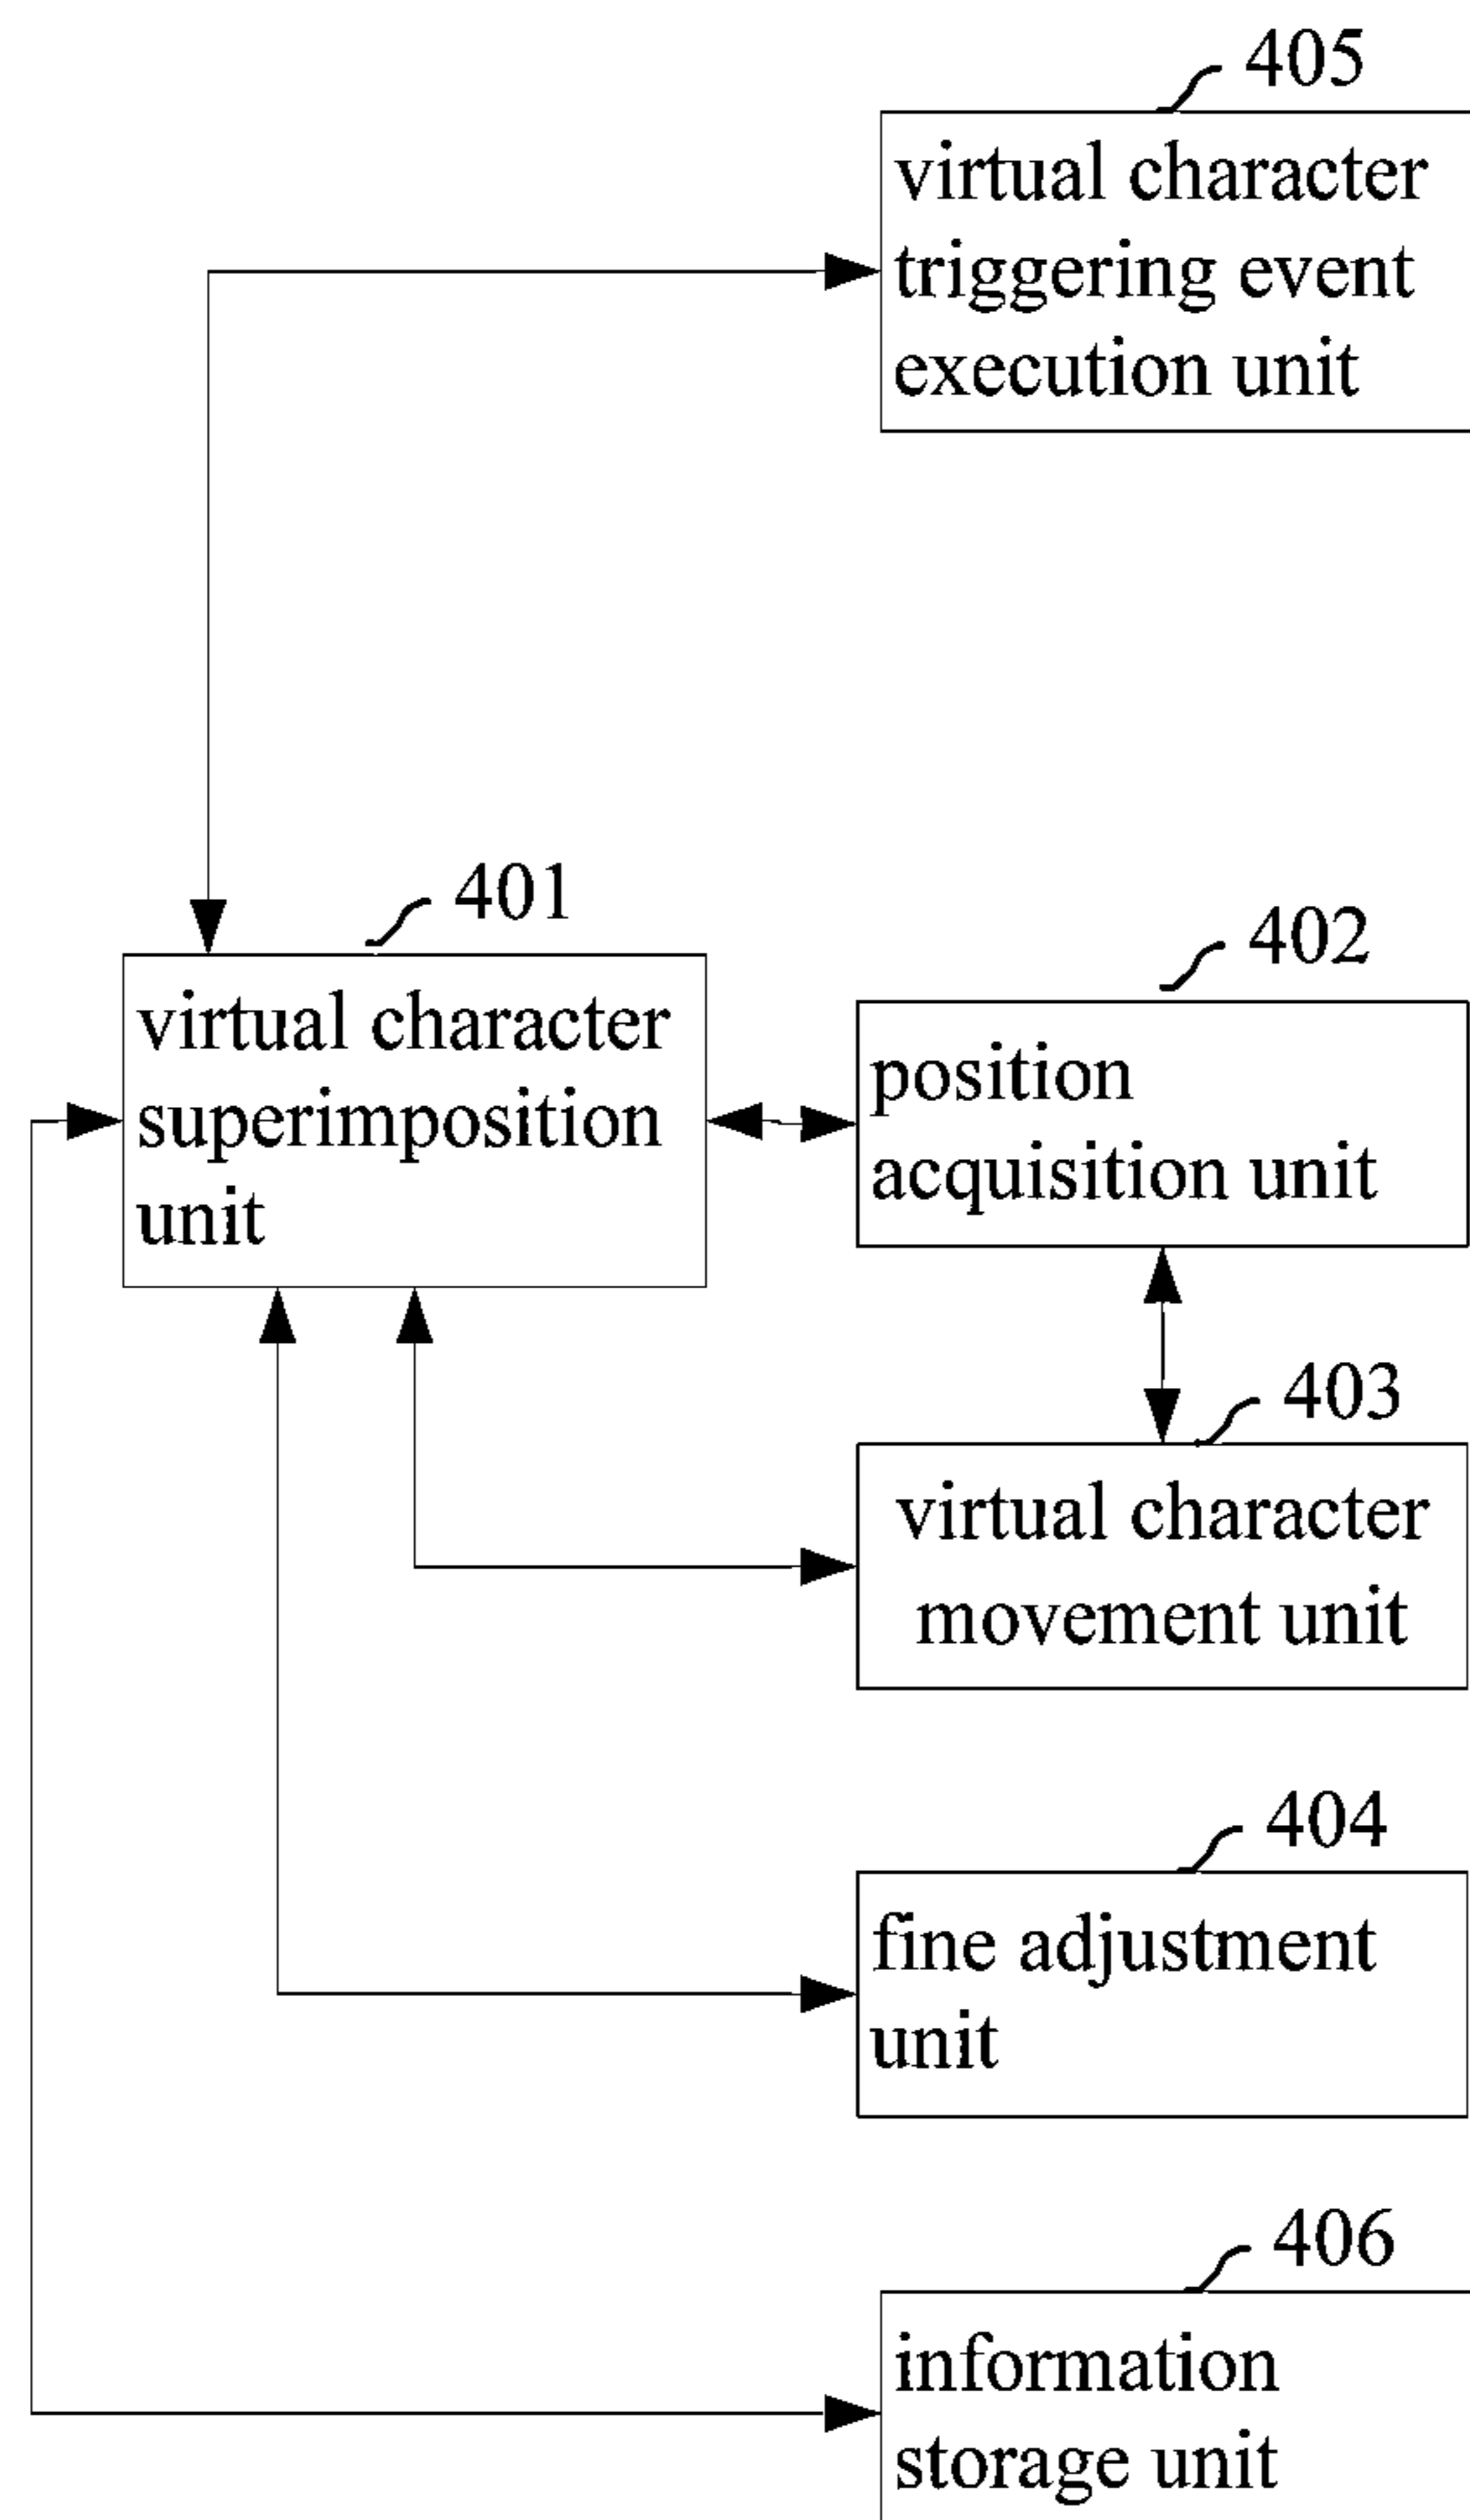 405
virtual character
triggering event
execution unit
401
virtual character
superimposition
unit
402
position
acquisition unit
403
virtual character
movement unit
404
fine adjustment
unit
406
information
storage unit